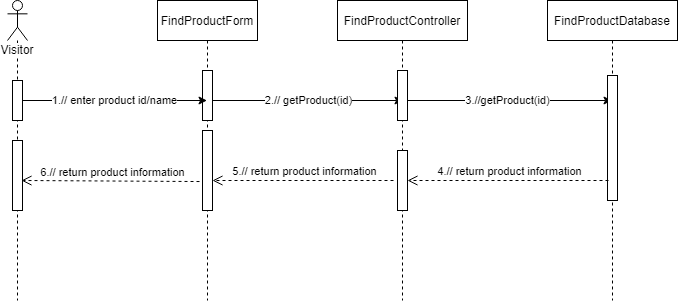 FindProductForm
FindProductController
FindProductDatabase
Visitor
1.// enter product id/name
2.// getProduct(id)
3.//getProduct(id)
6.// return product information
5.// return product information
4.// return product information